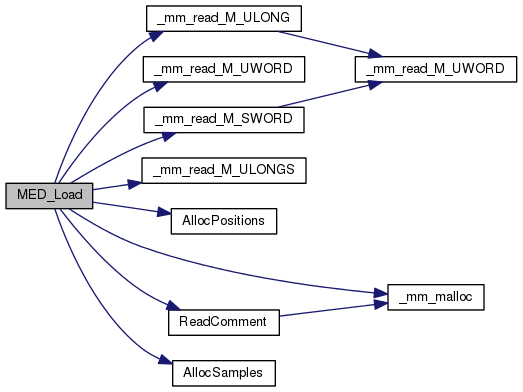 _mm_read_M_ULONG
_mm_read_M_UWORD
_mm_read_M_UWORD
_mm_read_M_SWORD
_mm_read_M_ULONGS
MED_Load
AllocPositions
_mm_malloc
ReadComment
AllocSamples